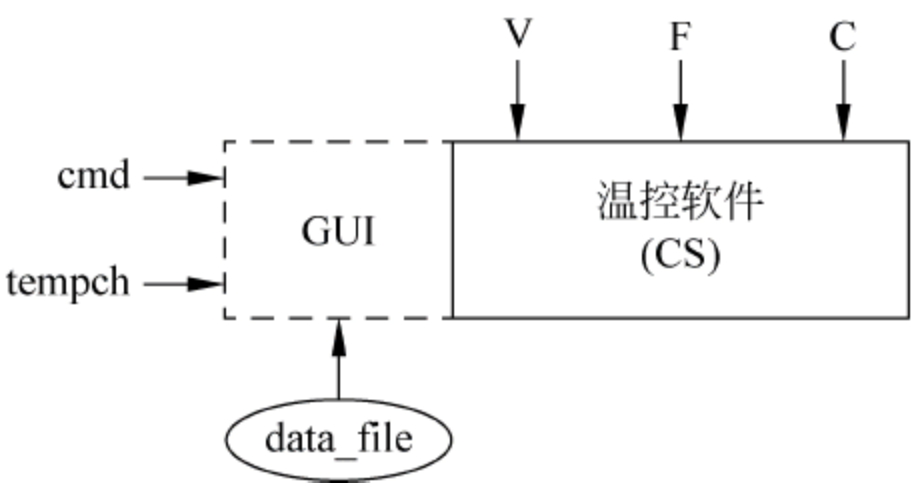 V F C
cmd
GUI
温控软件
(CS)
tempch
data_file